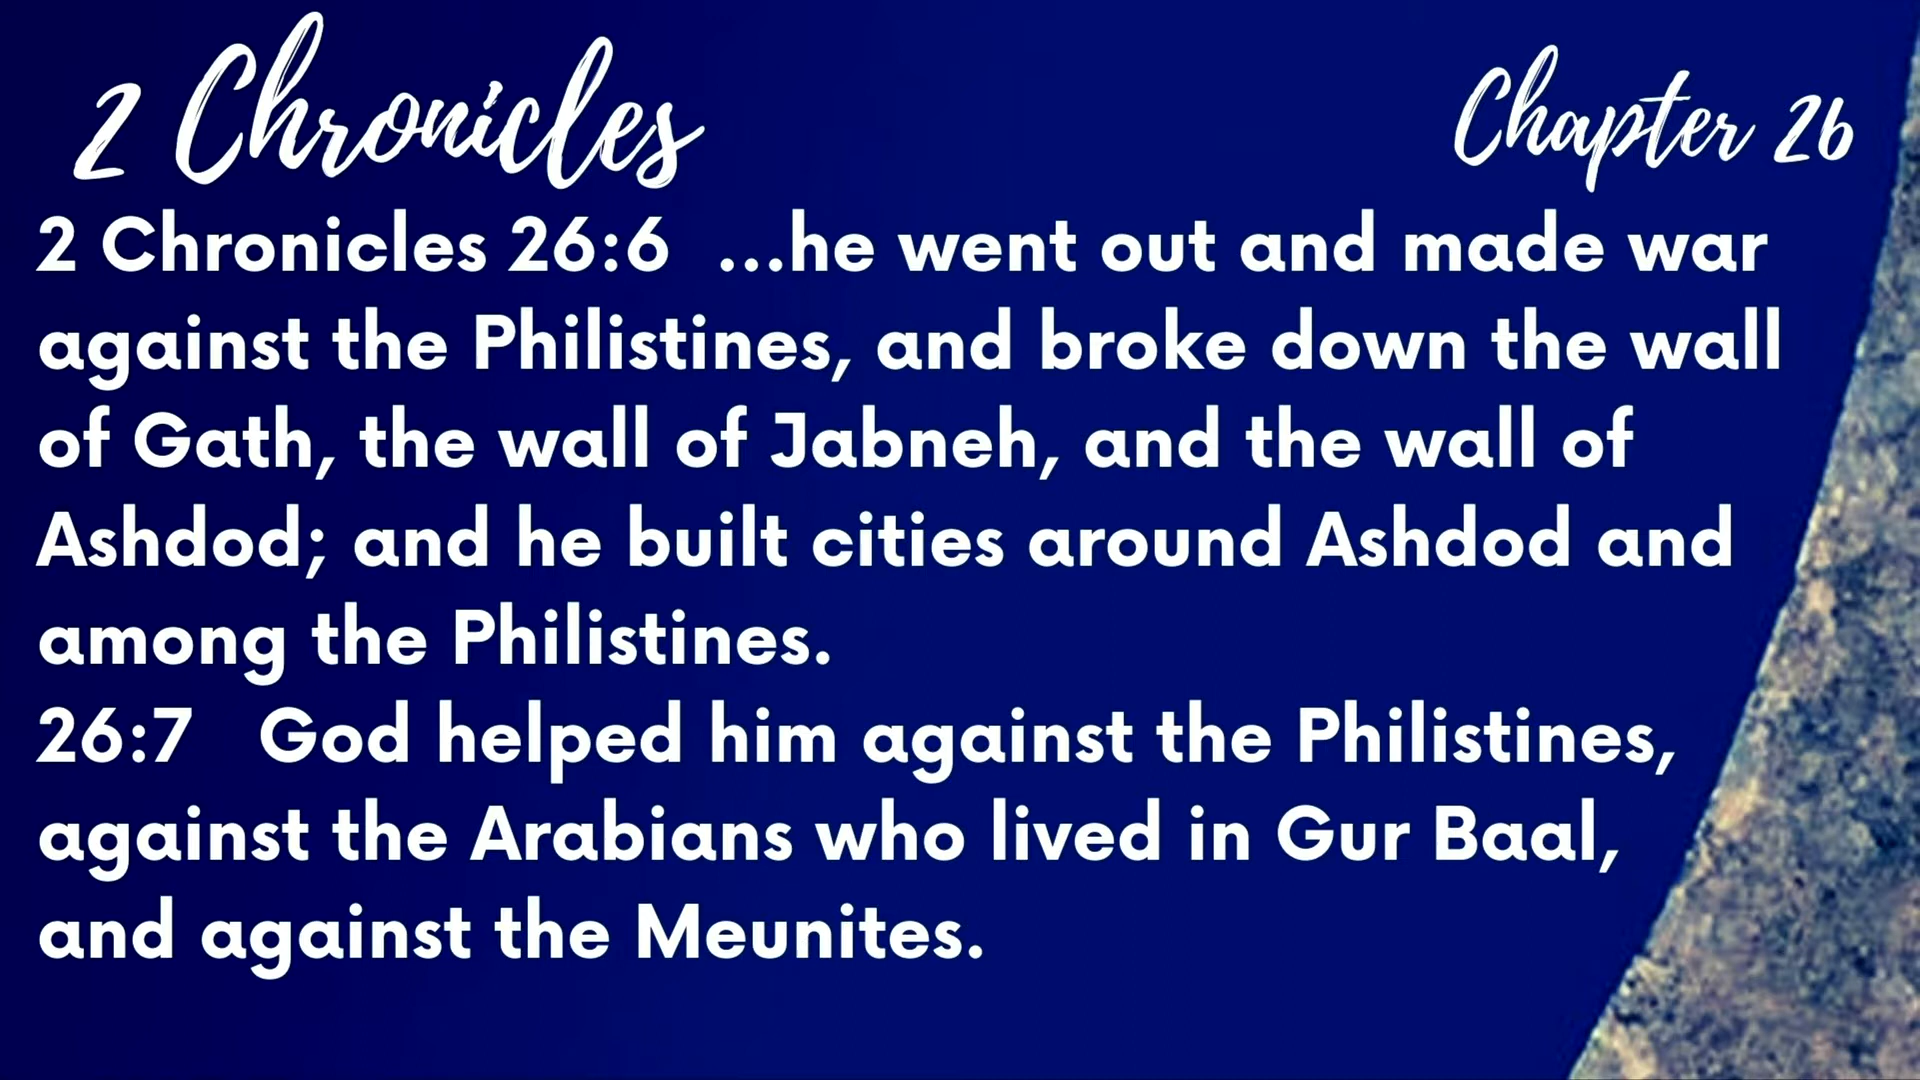 2 Chronicles
Chapter 26
2 Chronicles 26:6  ...he went out and made war
against the Philistines, and broke down the wall
of Gath, the wall of Jabneh, and the wall of
Ashdod; and he built cities around Ashdod and
among the Philistines.
26:7   God helped him against the Philistines,
against the Arabians who lived in Gur Baal,
and against the Meunites.